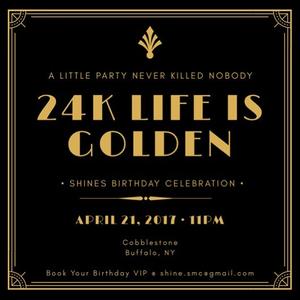 A LITTLE PARTY NEVER KILLED NOBODY
24K LIFE IS
GOLDEN
• SHINES BIRTHDAY CELEBRATION •
APRIL 21, 2017 • 11PM
Cobblestone
Buffalo, NY
Book Your Birthday VIP @ shine.smc@gmail.com